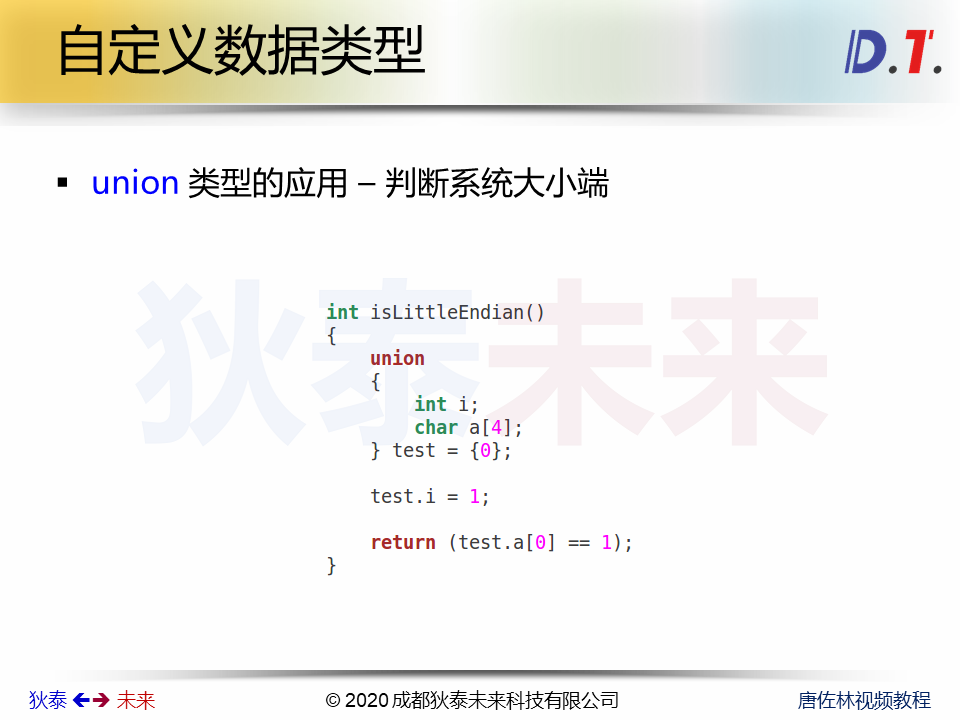 自定义数据类型
D.T.
▪ union 类型的应用 – 判断系统大小端
狄泰未来
int isLittleEndian()
{
    union
    {
        int i;
        char a[4];
    } test = {0};
    test.i = 1;
    return (test.a[0] == 1);
}
狄泰 ←→ 未来
© 2020 成都狄泰未来科技有限公司
唐佐林视频教程